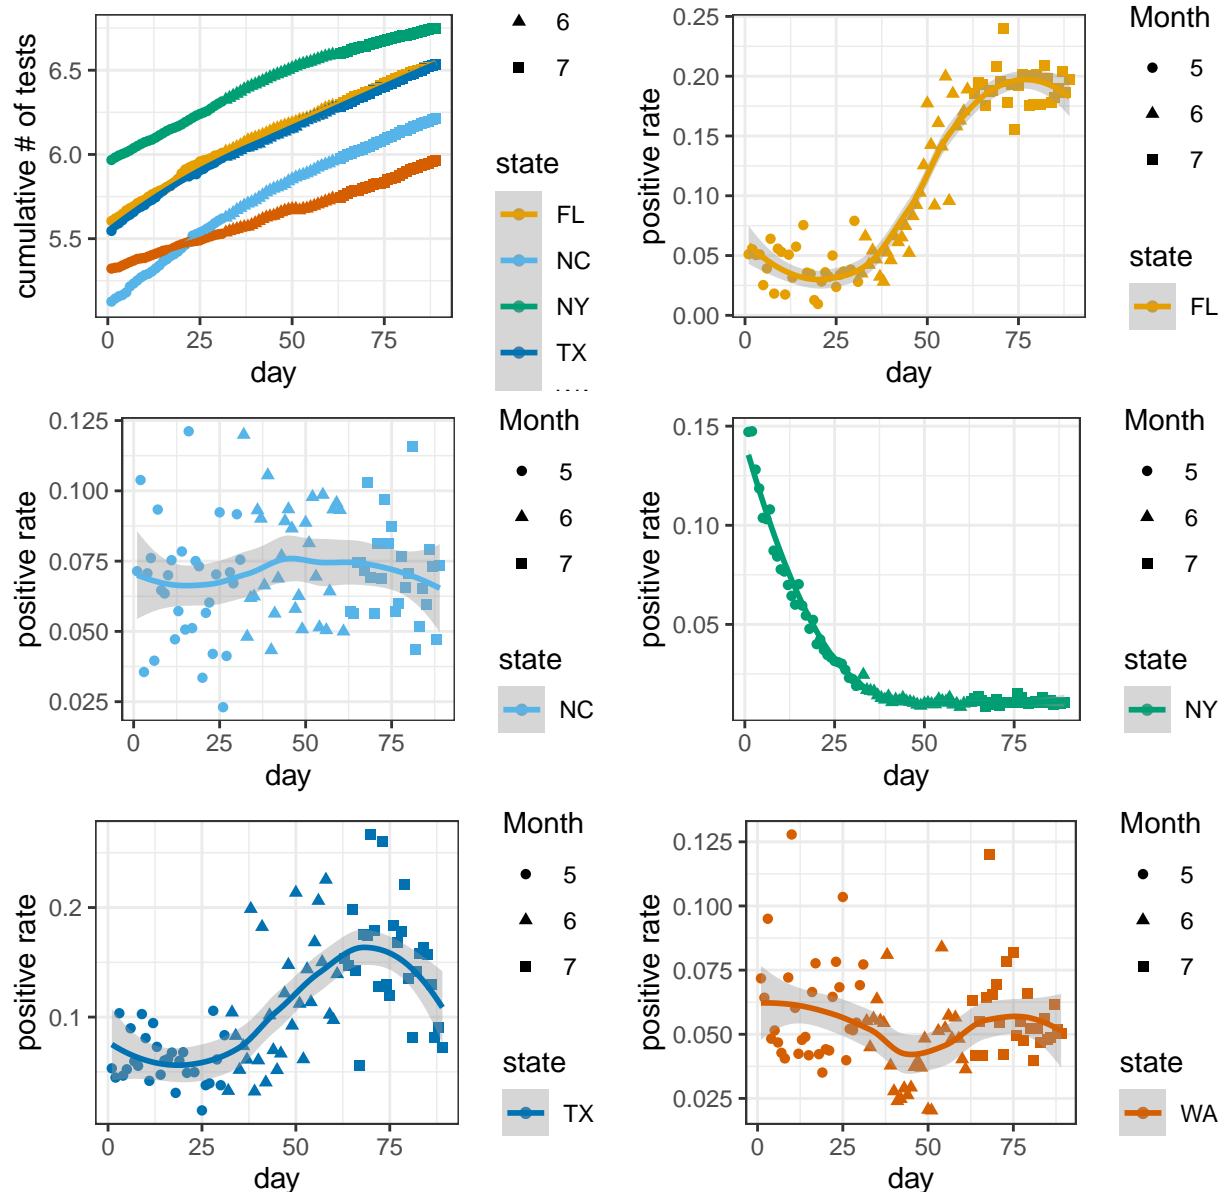 cumulative # of tests
6.5
6.0
5.5
0
25
50
75
day
6
7
state
FL
NC
NY
TX
positive rate
0.25
0.20
0.15
0.10
0.05
0.00
0
25
50
75
day
Month
5
6
7
state
FL
positive rate
0.125
0.100
0.075
0.050
0.025
0
25
50
75
day
Month
5
6
7
state
NC
positive rate
0.15
0.10
0.05
0
25
50
75
day
Month
5
6
7
state
NY
positive rate
0.2
0.1
0
25
50
75
day
Month
5
6
7
state
TX
positive rate
0.125
0.100
0.075
0.050
0.025
0
25
50
75
day
Month
5
6
7
state
WA